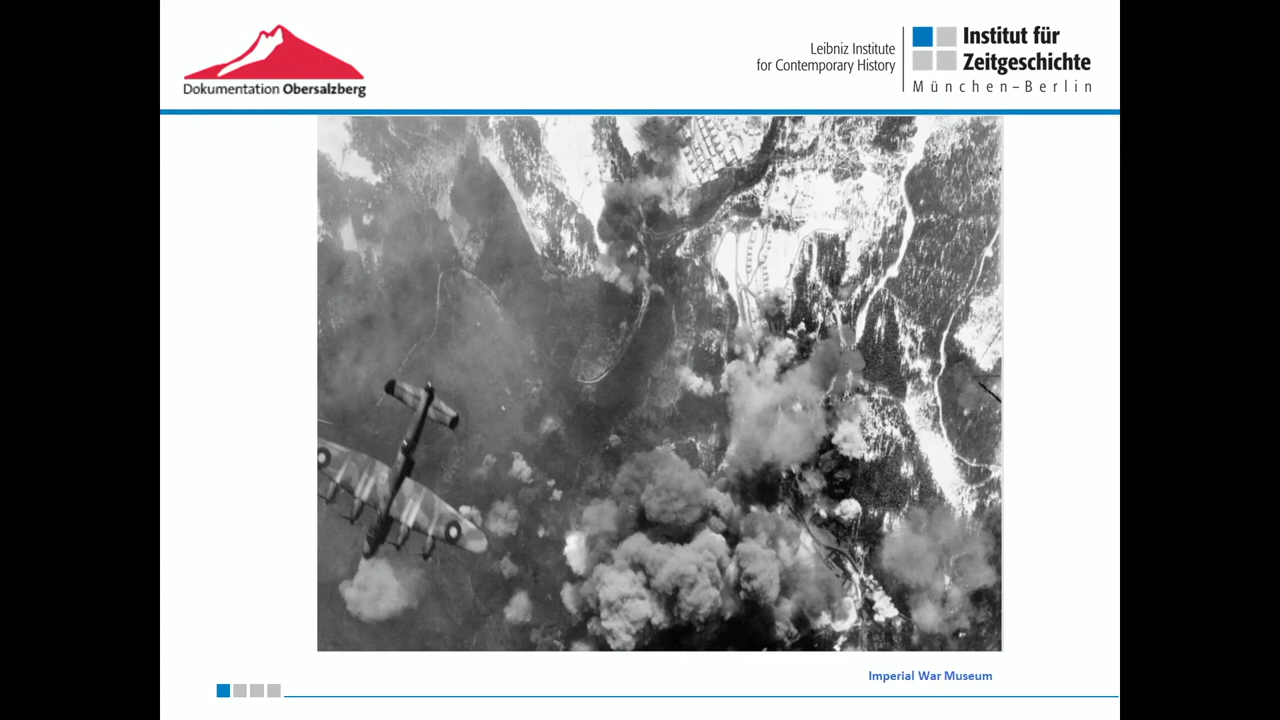 Dokumentation Obersalzberg
Leibniz Institute
for Contemporary History
Institut für
Zeitgeschichte
München–Berlin
Imperial War Museum